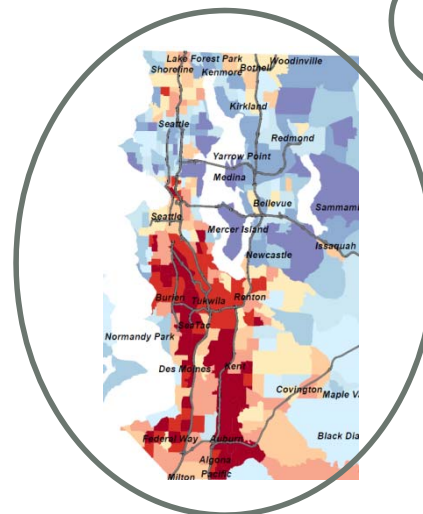 Lake Forest Park
Woodinville
Shoreline
Kenmore
Bothell
Kirkland
Seattle
Redmond
Yarrow Point
Medina
Bellevue
Sammam
Seattle
Mercer Island
Issaquah
Newcastle
Burien
Tukwila
Renton
SeaTac
Normandy Park
Des Moines
Kent
Covington
Maple Va
Black Dia
Federal Way
Auburn
Algona
Pacific
Milton